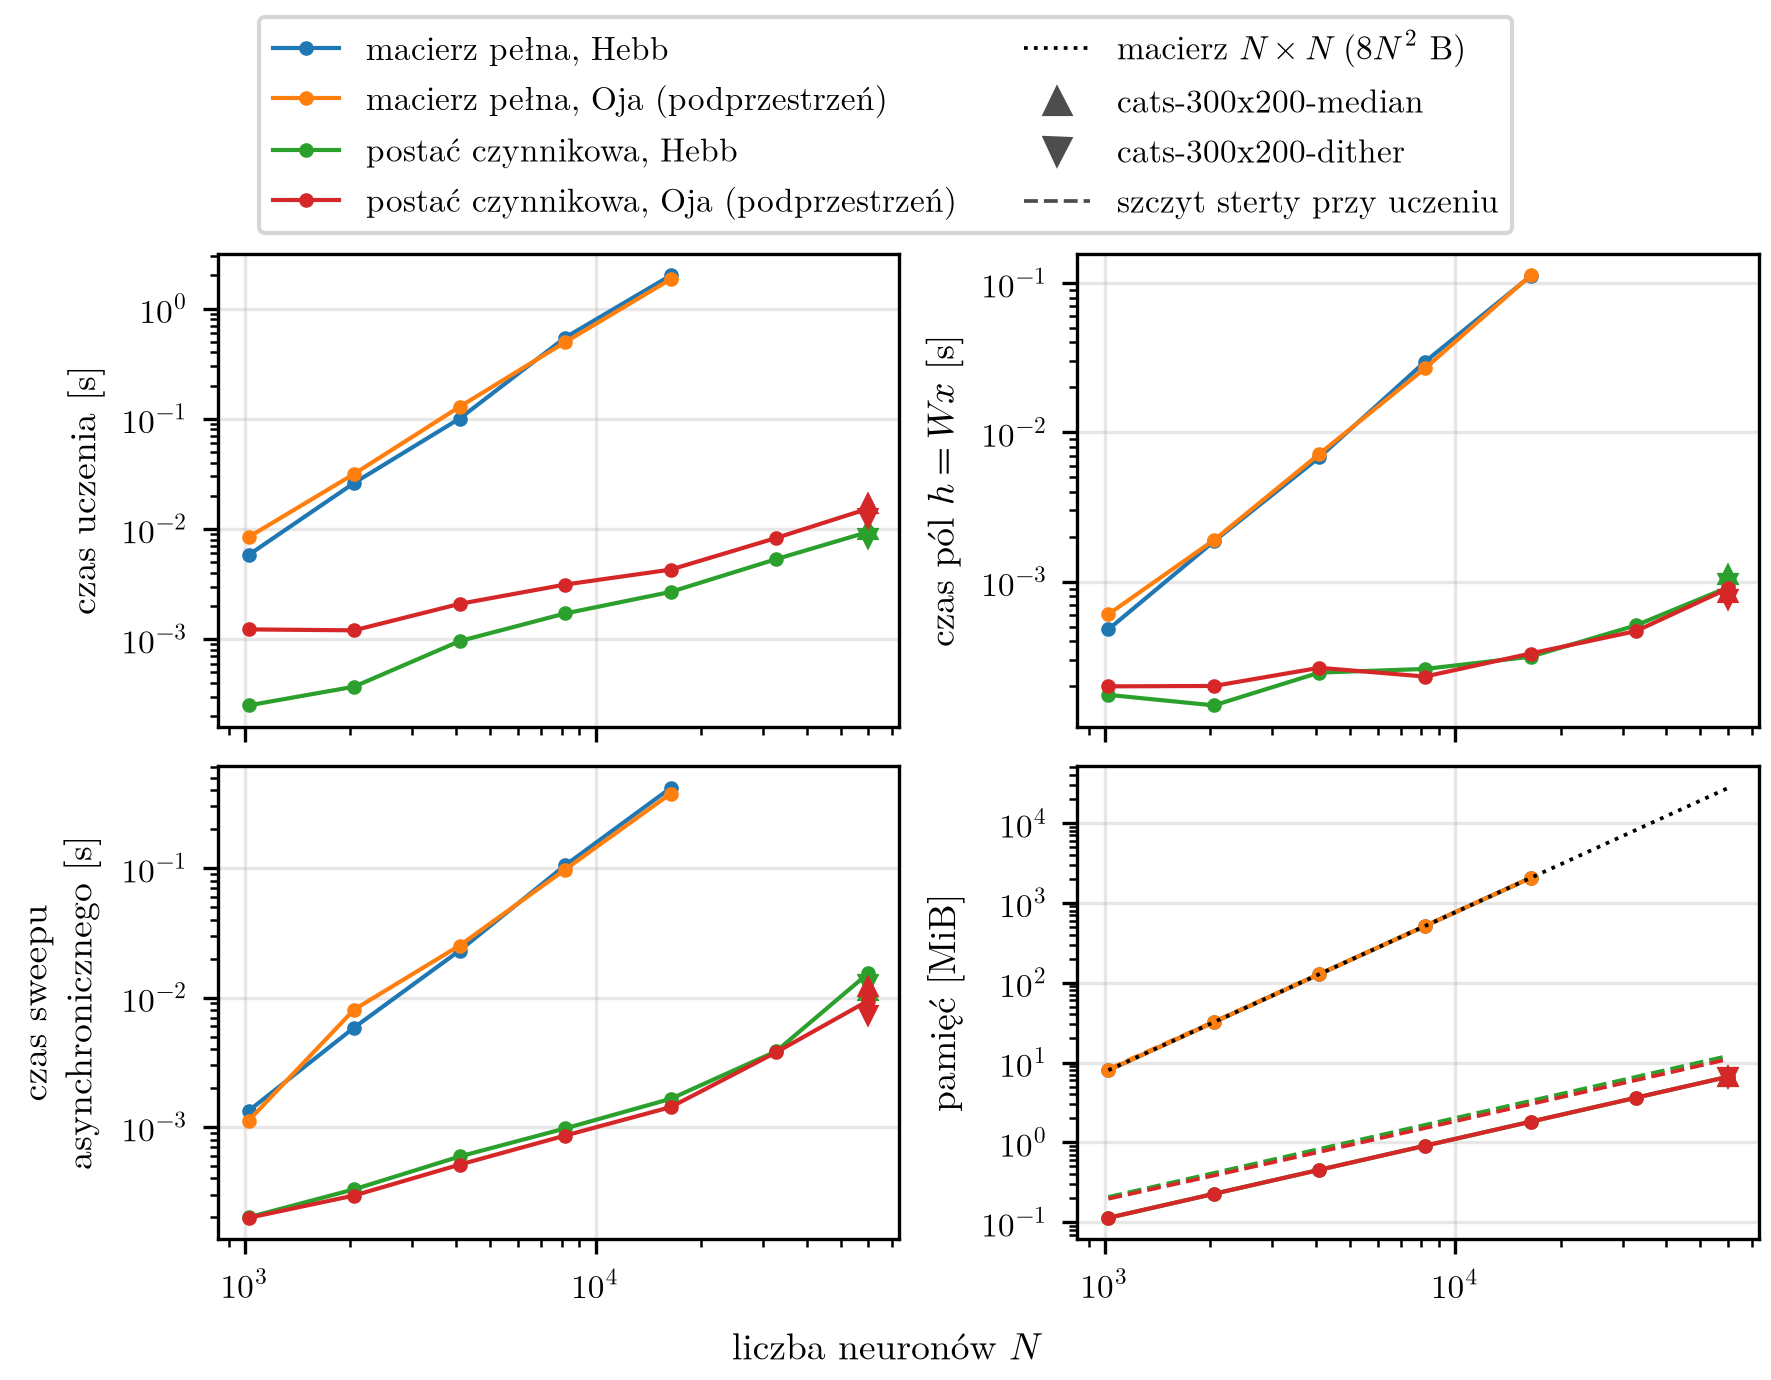 macierz pełna, Hebb
macierz pełna, Oja (podprzestrzeń)
postać czynnikowa, Hebb
postać czynnikowa, Oja (podprzestrzeń)
macierz N × N (8N² B)
cats-300x200-median
cats-300x200-dither
szczyt sterty przy uczeniu
czas uczenia [s]
10⁰
10⁻¹
10⁻²
10⁻³
czas pól h = Wx [s]
10⁻¹
10⁻²
10⁻³
czas sweepu
asynchronicznego [s]
10⁻¹
10⁻²
10⁻³
10³
10⁴
pamięć [MiB]
10⁴
10³
10²
10¹
10⁰
10⁻¹
10³
10⁴
liczba neuronów N